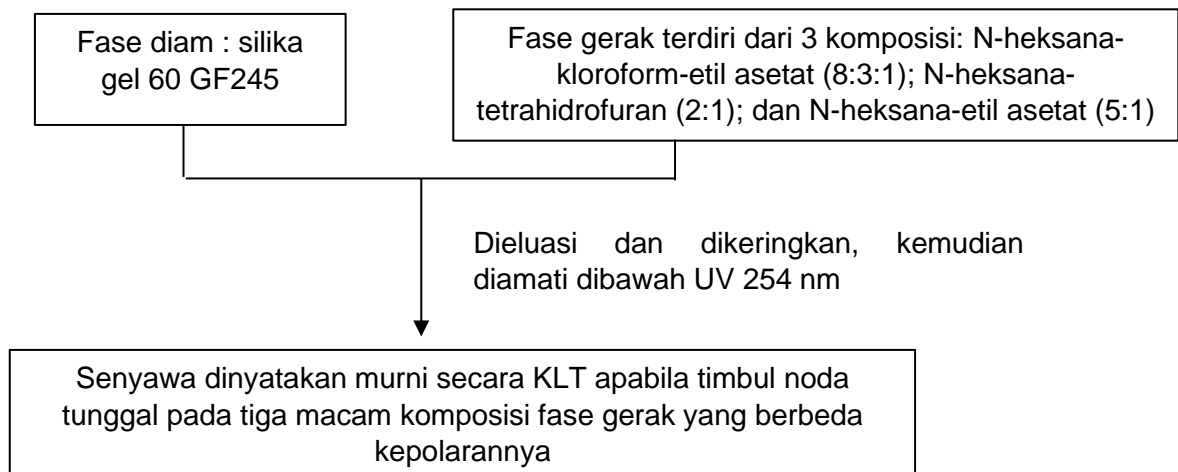 Fase diam : silika
gel 60 GF245
Fase gerak terdiri dari 3 komposisi: N-heksana-
kloroform-etil asetat (8:3:1); N-heksana-
tetrahidrofuran (2:1); dan N-heksana-etil asetat (5:1)
Dieluasi dan dikeringkan, kemudian
diamati dibawah UV 254 nm
Senyawa dinyatakan murni secara KLT apabila timbul noda
tunggal pada tiga macam komposisi fase gerak yang berbeda
kepolarannya